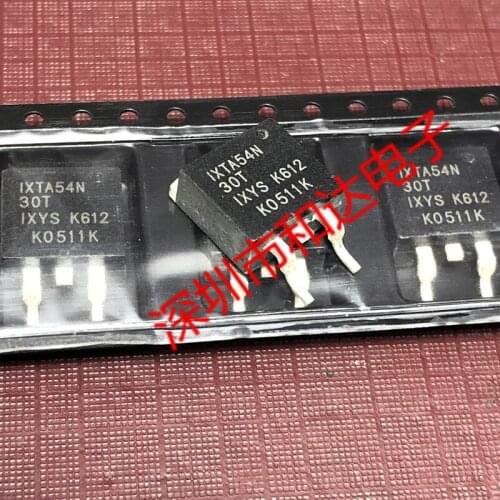 IXTA54N
30T
IXYS K612
K0511K
IXTA54N
30T
IXYS K612
K0511K
IXTA54N
30T
IXYS K612
K0511K
深圳市和达电子